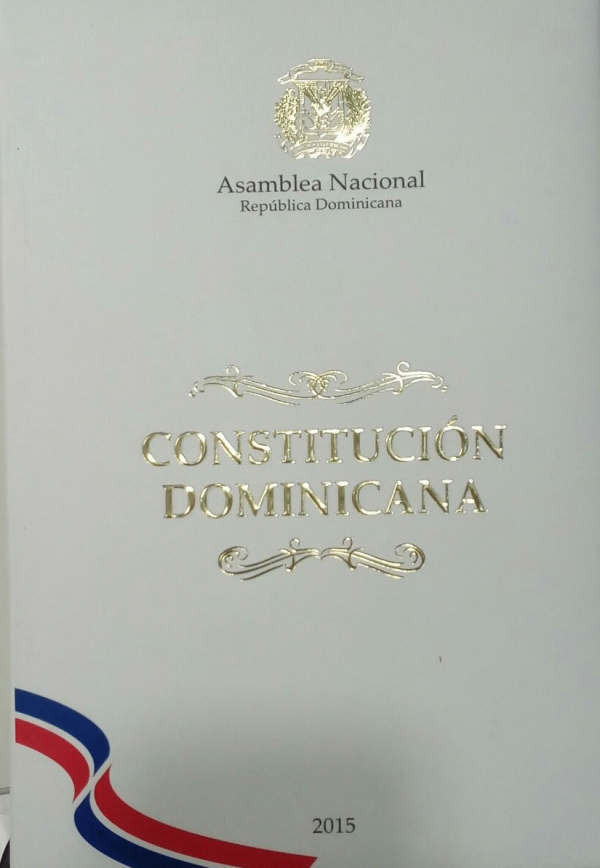 Asamblea Nacional
República Dominicana
CONSTITUCIÓN
DOMINICANA
2015